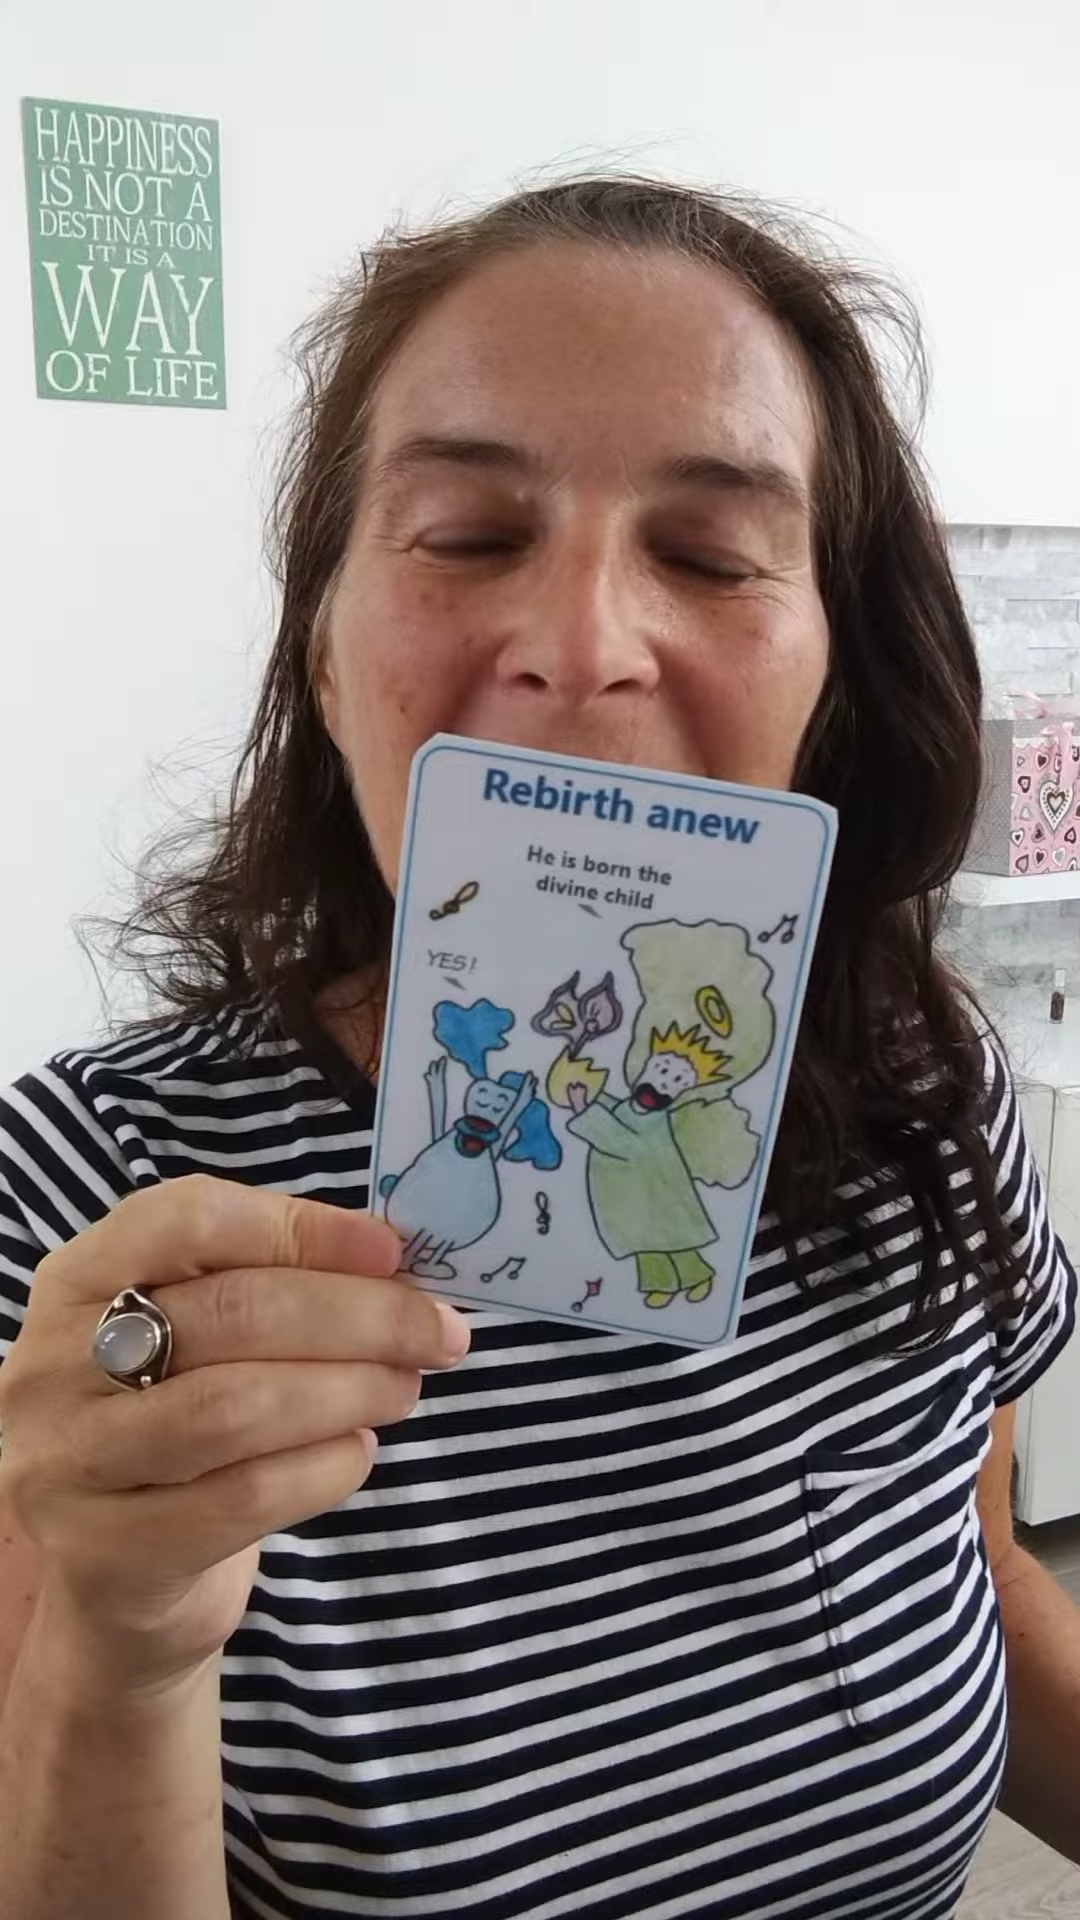 HAPPINESS
IS NOT A
DESTINATION
IT IS A
WAY
OF LIFE
Rebirth anew
He is born the
divine child
YES!